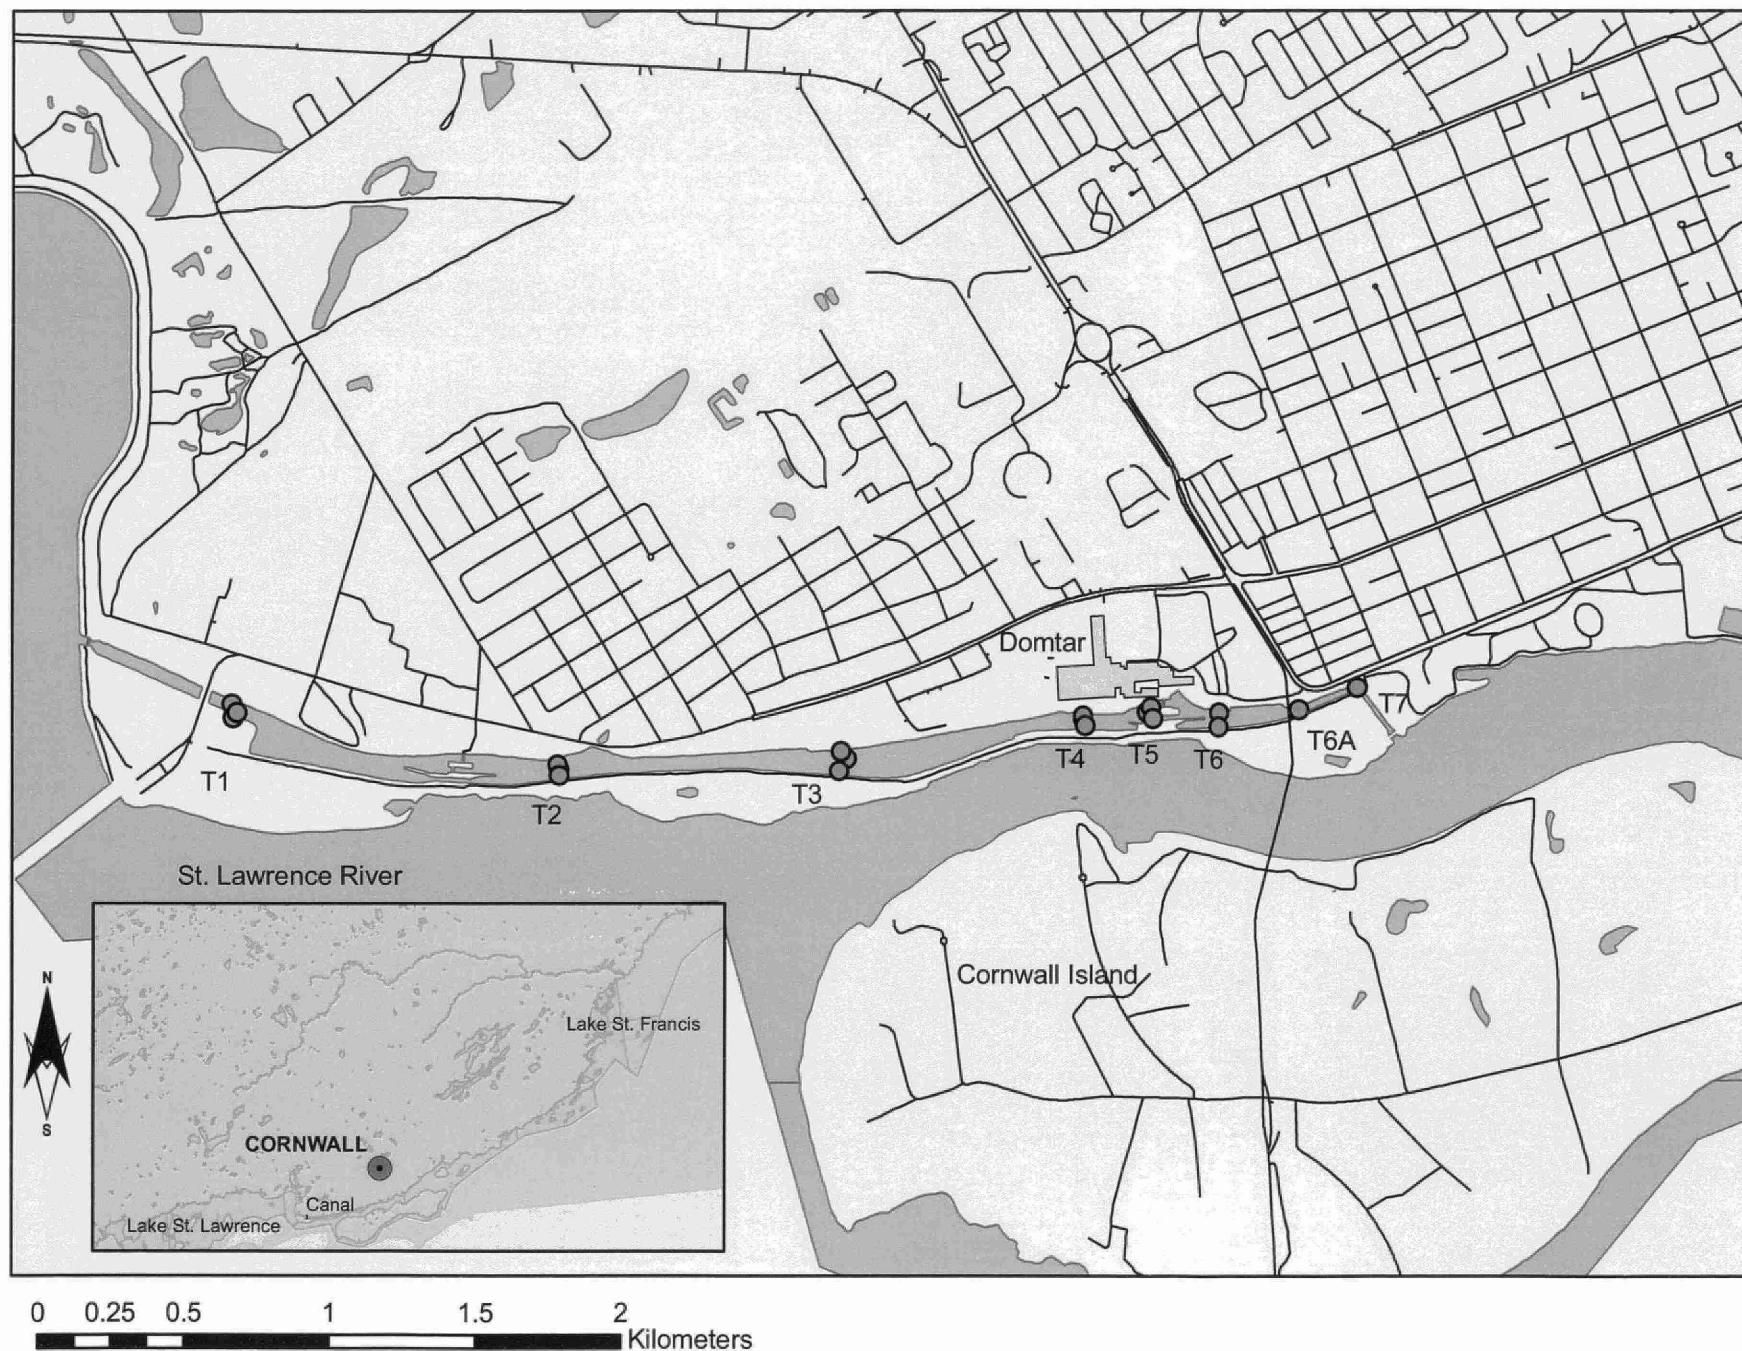 Domtar
T7
T6A
T6
T5
T4
T3
T2
T1
St. Lawrence River
Cornwall Island
N
S
Lake St. Francis
CORNWALL
Canal
Lake St. Lawrence
0 0.25 0.5 1 1.5 2
Kilometers